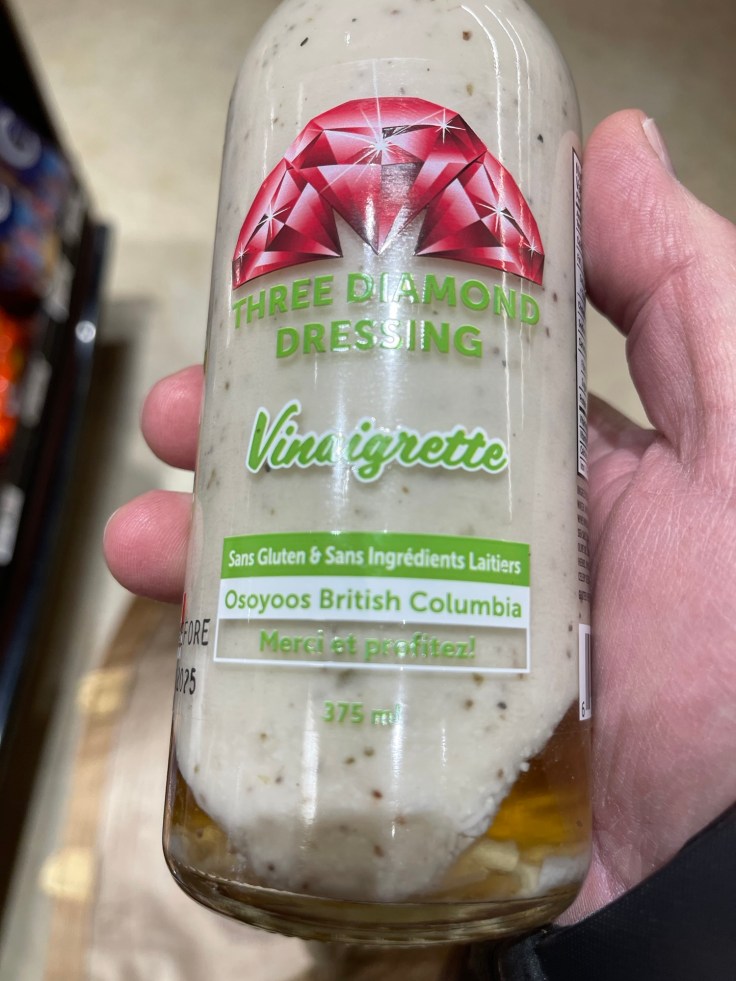 THREE DIAMOND
DRESSING
Vinaigrette
Sans Gluten & Sans Ingrédients Laitiers
Osoyoos British Columbia
Merci et profitez!
375 ml